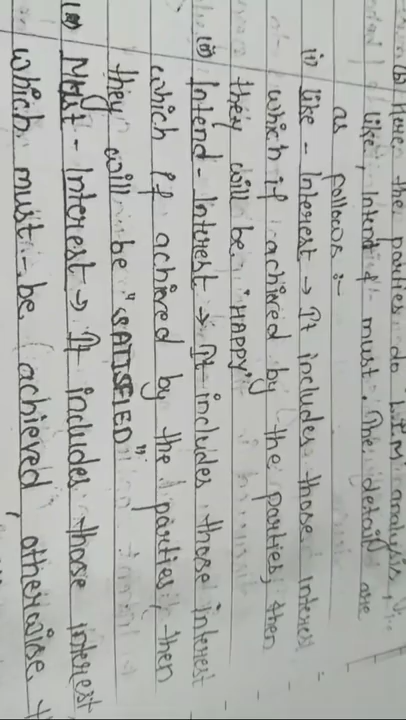 (b) Here the parties do L.I.M analysis,
like, Intend & must. The detail are
as follows :-
(i) like - Interest → It includes those interest
which if achieved by the parties, then
they will be "HAPPY"
(ii) Intend - Interest → It includes those interest
which if achieved by the parties, then
they will be "SATISFIED"
Must - Interest → It includes those interest
which must be achieved, otherwise